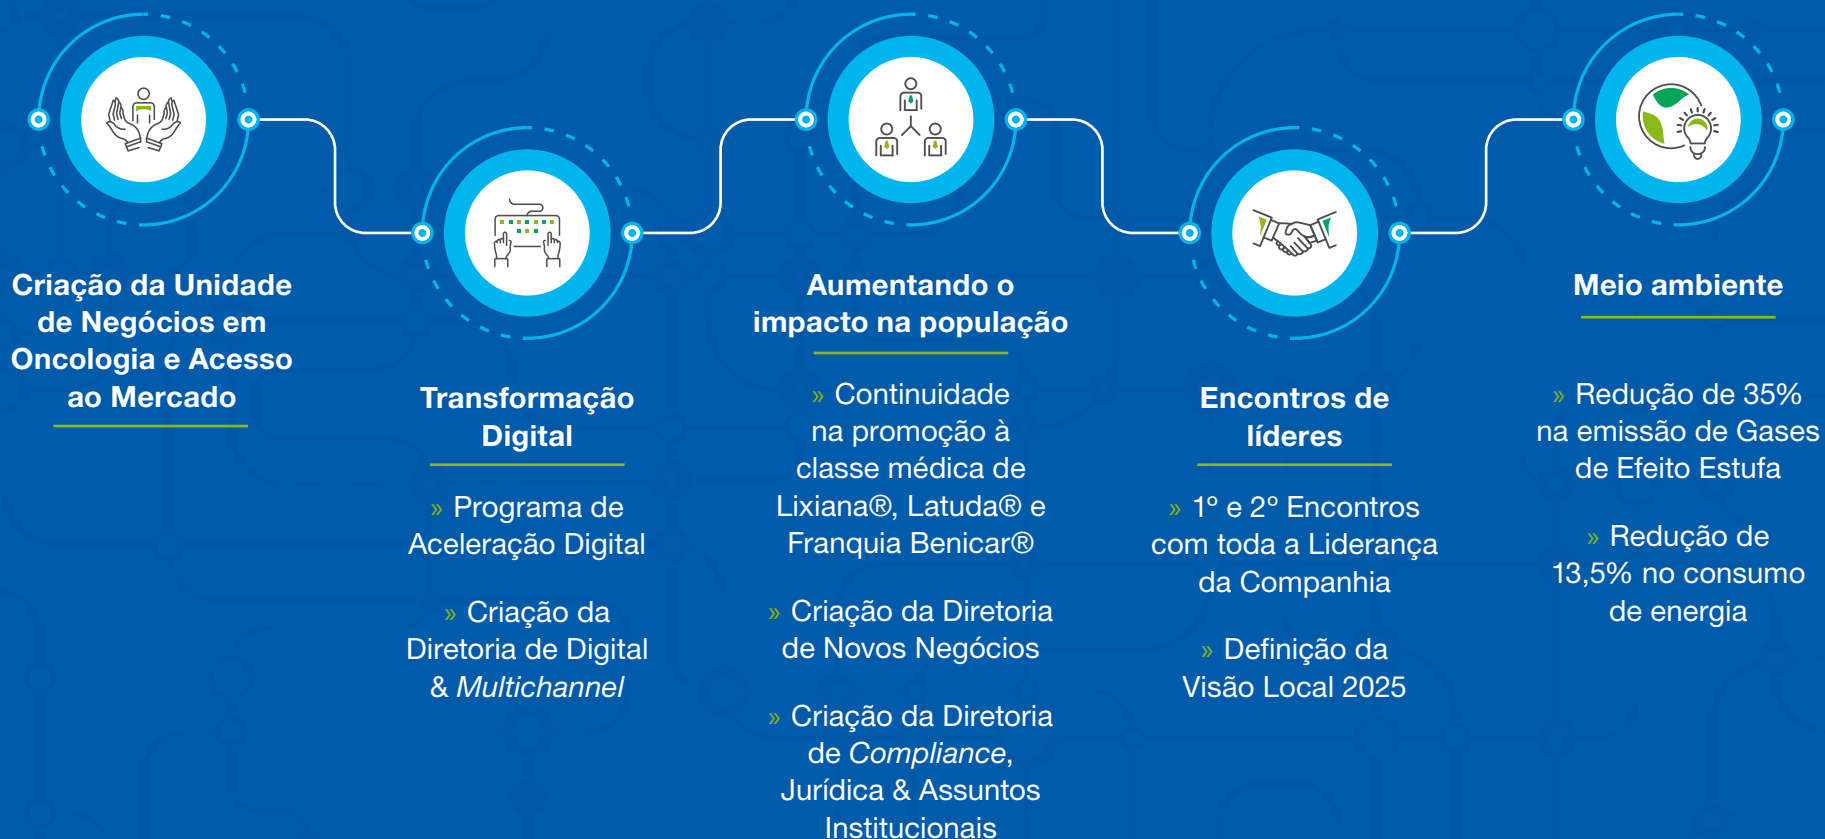 Criação da Unidade
de Negócios em
Oncologia e Acesso
ao Mercado
Transformação
Digital
» Programa de
Aceleração Digital
» Criação da
Diretoria de Digital
& Multichannel
Aumentando o
impacto na população
» Continuidade
na promoção à
classe médica de
Lixiana®, Latuda® e
Franquia Benicar®
» Criação da Diretoria
de Novos Negócios
» Criação da Diretoria
de Compliance,
Jurídica & Assuntos
Institucionais
Encontros de
líderes
» 1º e 2º Encontros
com toda a Liderança
da Companhia
» Definição da
Visão Local 2025
Meio ambiente
» Redução de 35%
na emissão de Gases
de Efeito Estufa
» Redução de
13,5% no consumo
de energia